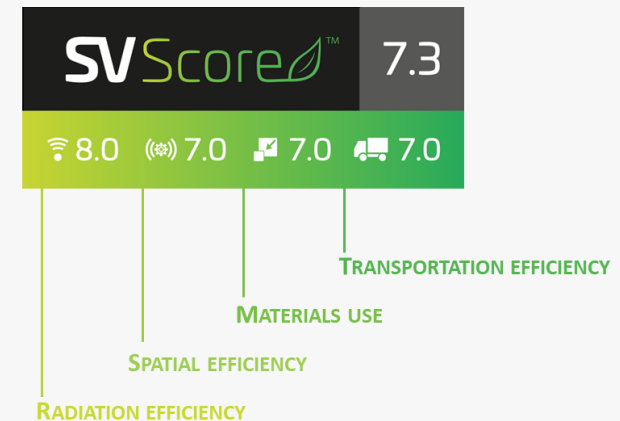 SVScore™ 7.3
8.0 7.0 7.0 7.0
TRANSPORTATION EFFICIENCY
MATERIALS USE
SPATIAL EFFICIENCY
RADIATION EFFICIENCY